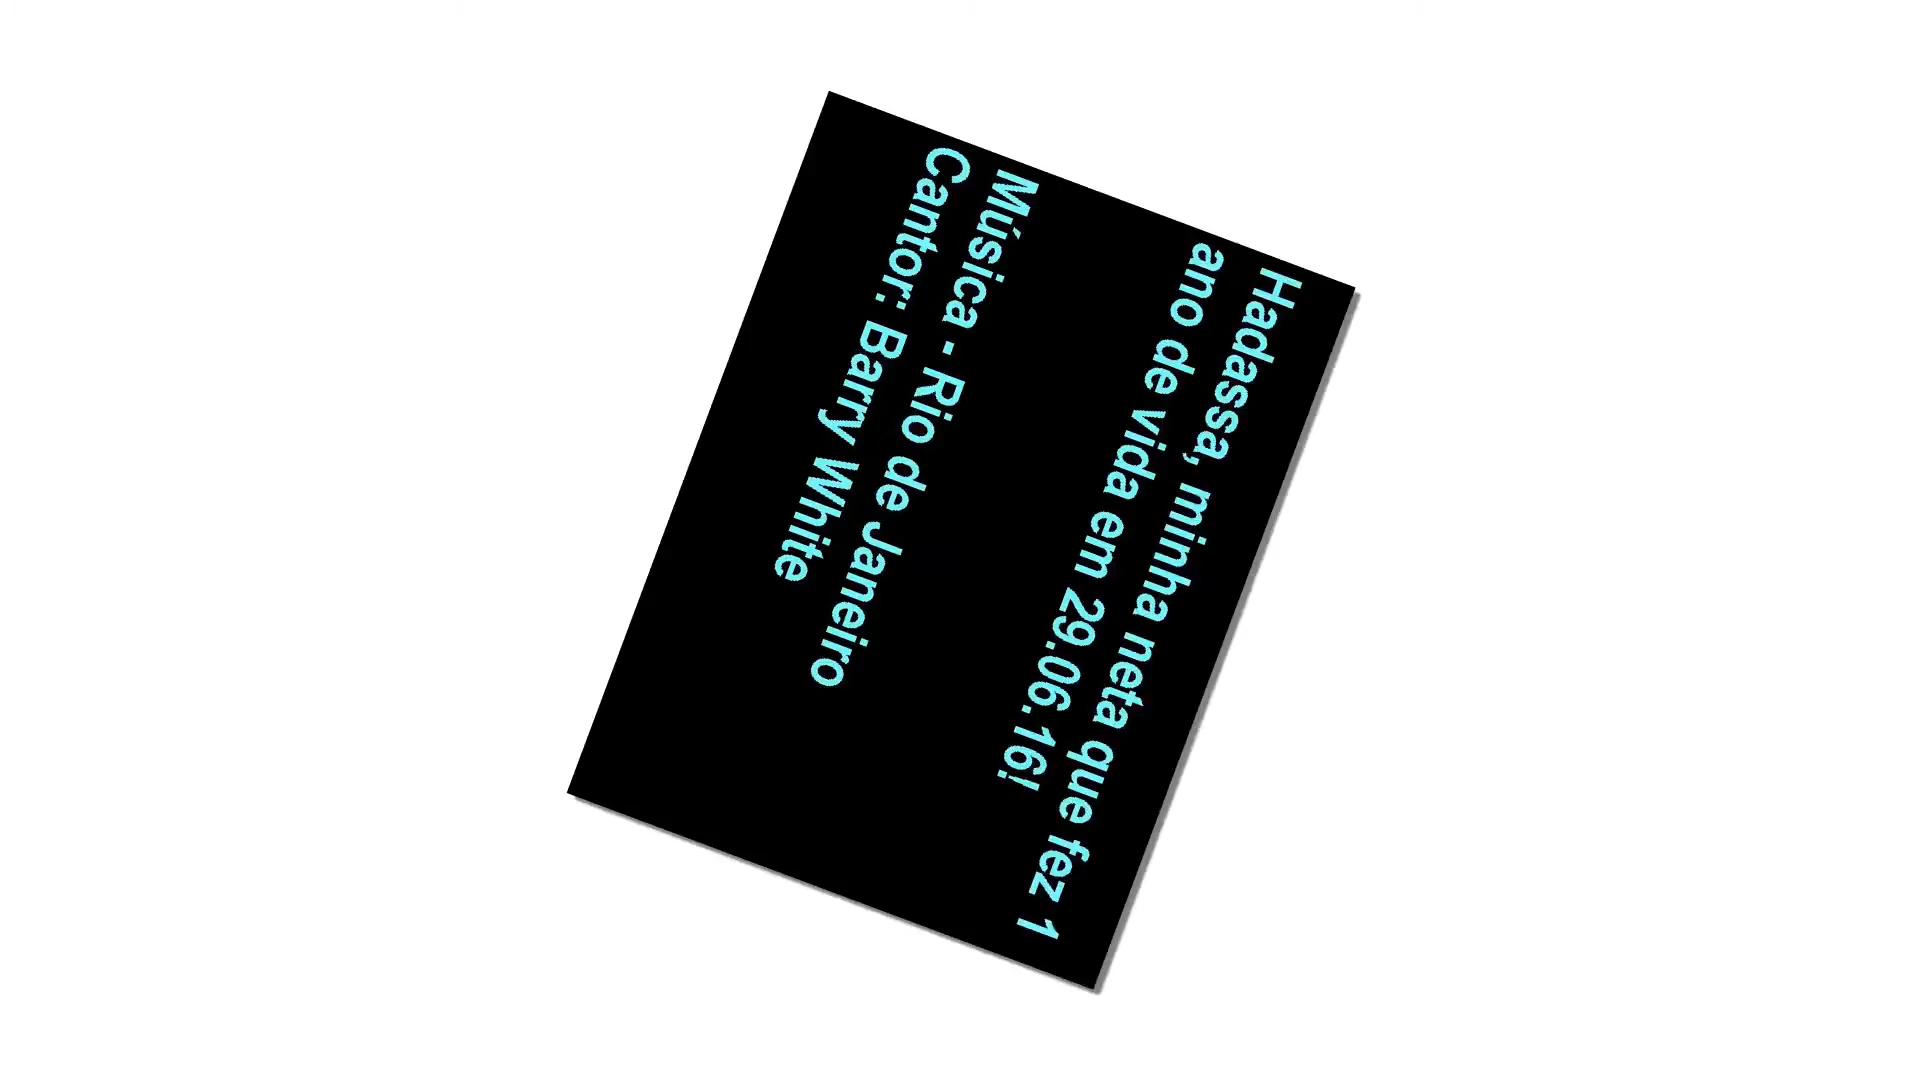 Hadassa, minha neta que fez 1
ano de vida em 29.06.16!
Música - Rio de Janeiro
Cantor: Barry White